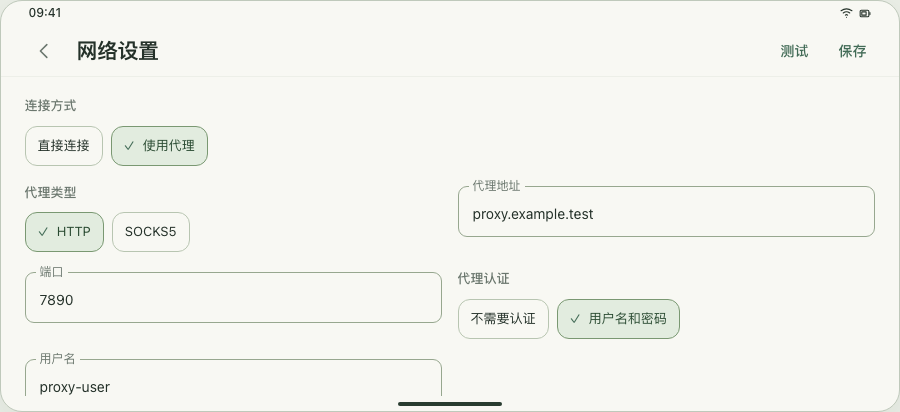 09:41
网络设置
测试
保存
连接方式
直接连接
使用代理
代理类型
HTTP
SOCKS5
代理地址
proxy.example.test
端口
7890
代理认证
不需要认证
用户名和密码
用户名
proxy-user